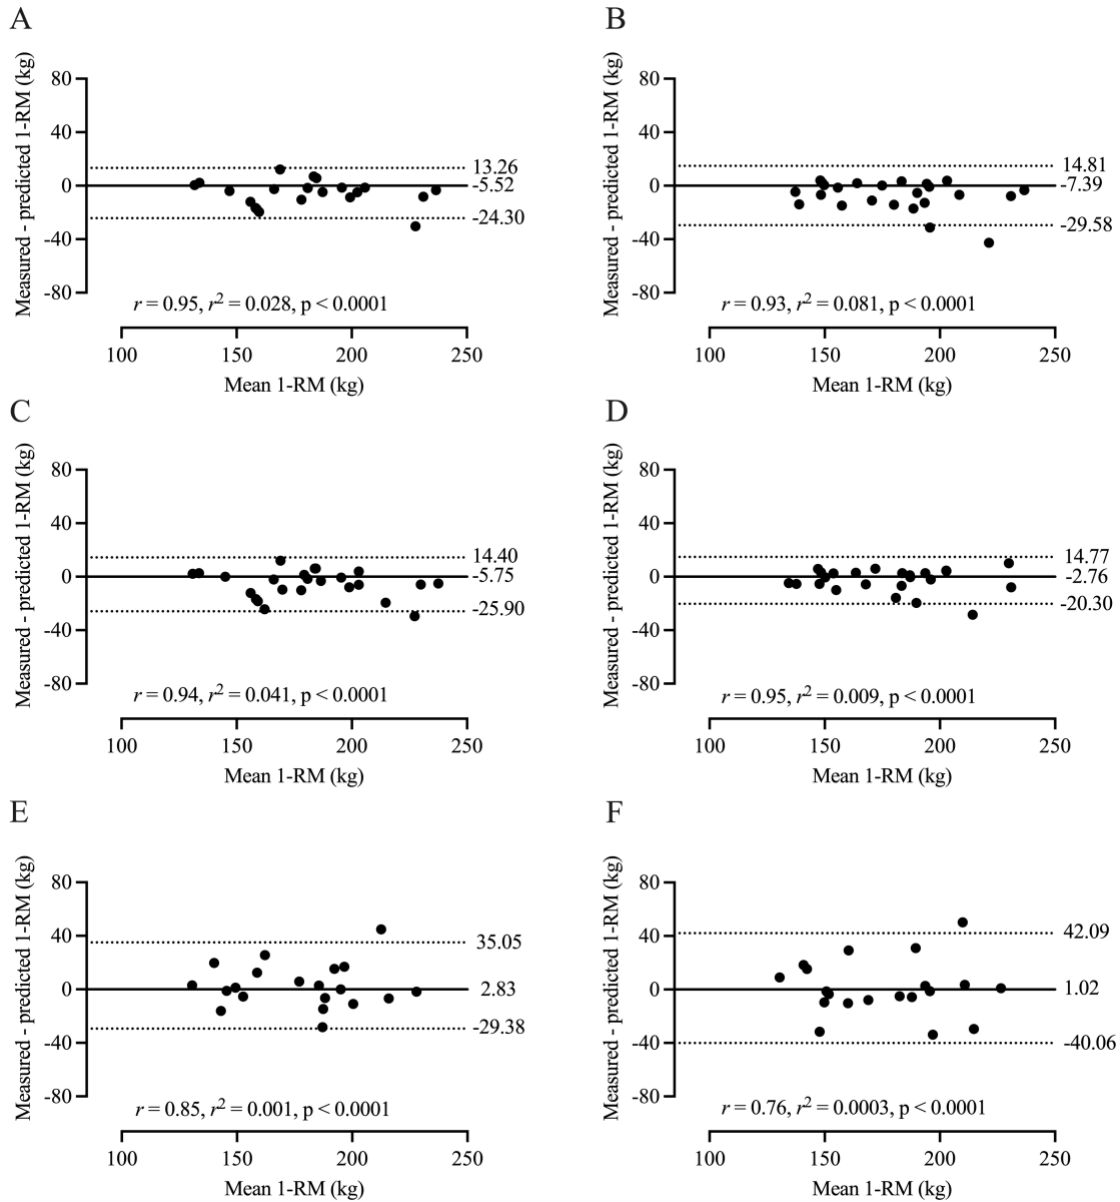 A
Measured - predicted 1-RM (kg)
80
40
0
-40
-80
13.26
-5.52
-24.30
r = 0.95, r² = 0.028, p < 0.0001
100 150 200 250
Mean 1-RM (kg)
B
Measured - predicted 1-RM (kg)
80
40
0
-40
-80
14.81
-7.39
-29.58
r = 0.93, r² = 0.081, p < 0.0001
100 150 200 250
Mean 1-RM (kg)
C
Measured - predicted 1-RM (kg)
80
40
0
-40
-80
14.40
-5.75
-25.90
r = 0.94, r² = 0.041, p < 0.0001
100 150 200 250
Mean 1-RM (kg)
D
Measured - predicted 1-RM (kg)
80
40
0
-40
-80
14.77
-2.76
-20.30
r = 0.95, r² = 0.009, p < 0.0001
100 150 200 250
Mean 1-RM (kg)
E
Measured - predicted 1-RM (kg)
80
40
0
-40
-80
35.05
2.83
-29.38
r = 0.85, r² = 0.001, p < 0.0001
100 150 200 250
Mean 1-RM (kg)
F
Measured - predicted 1-RM (kg)
80
40
0
-40
-80
42.09
1.02
-40.06
r = 0.76, r² = 0.0003, p < 0.0001
100 150 200 250
Mean 1-RM (kg)